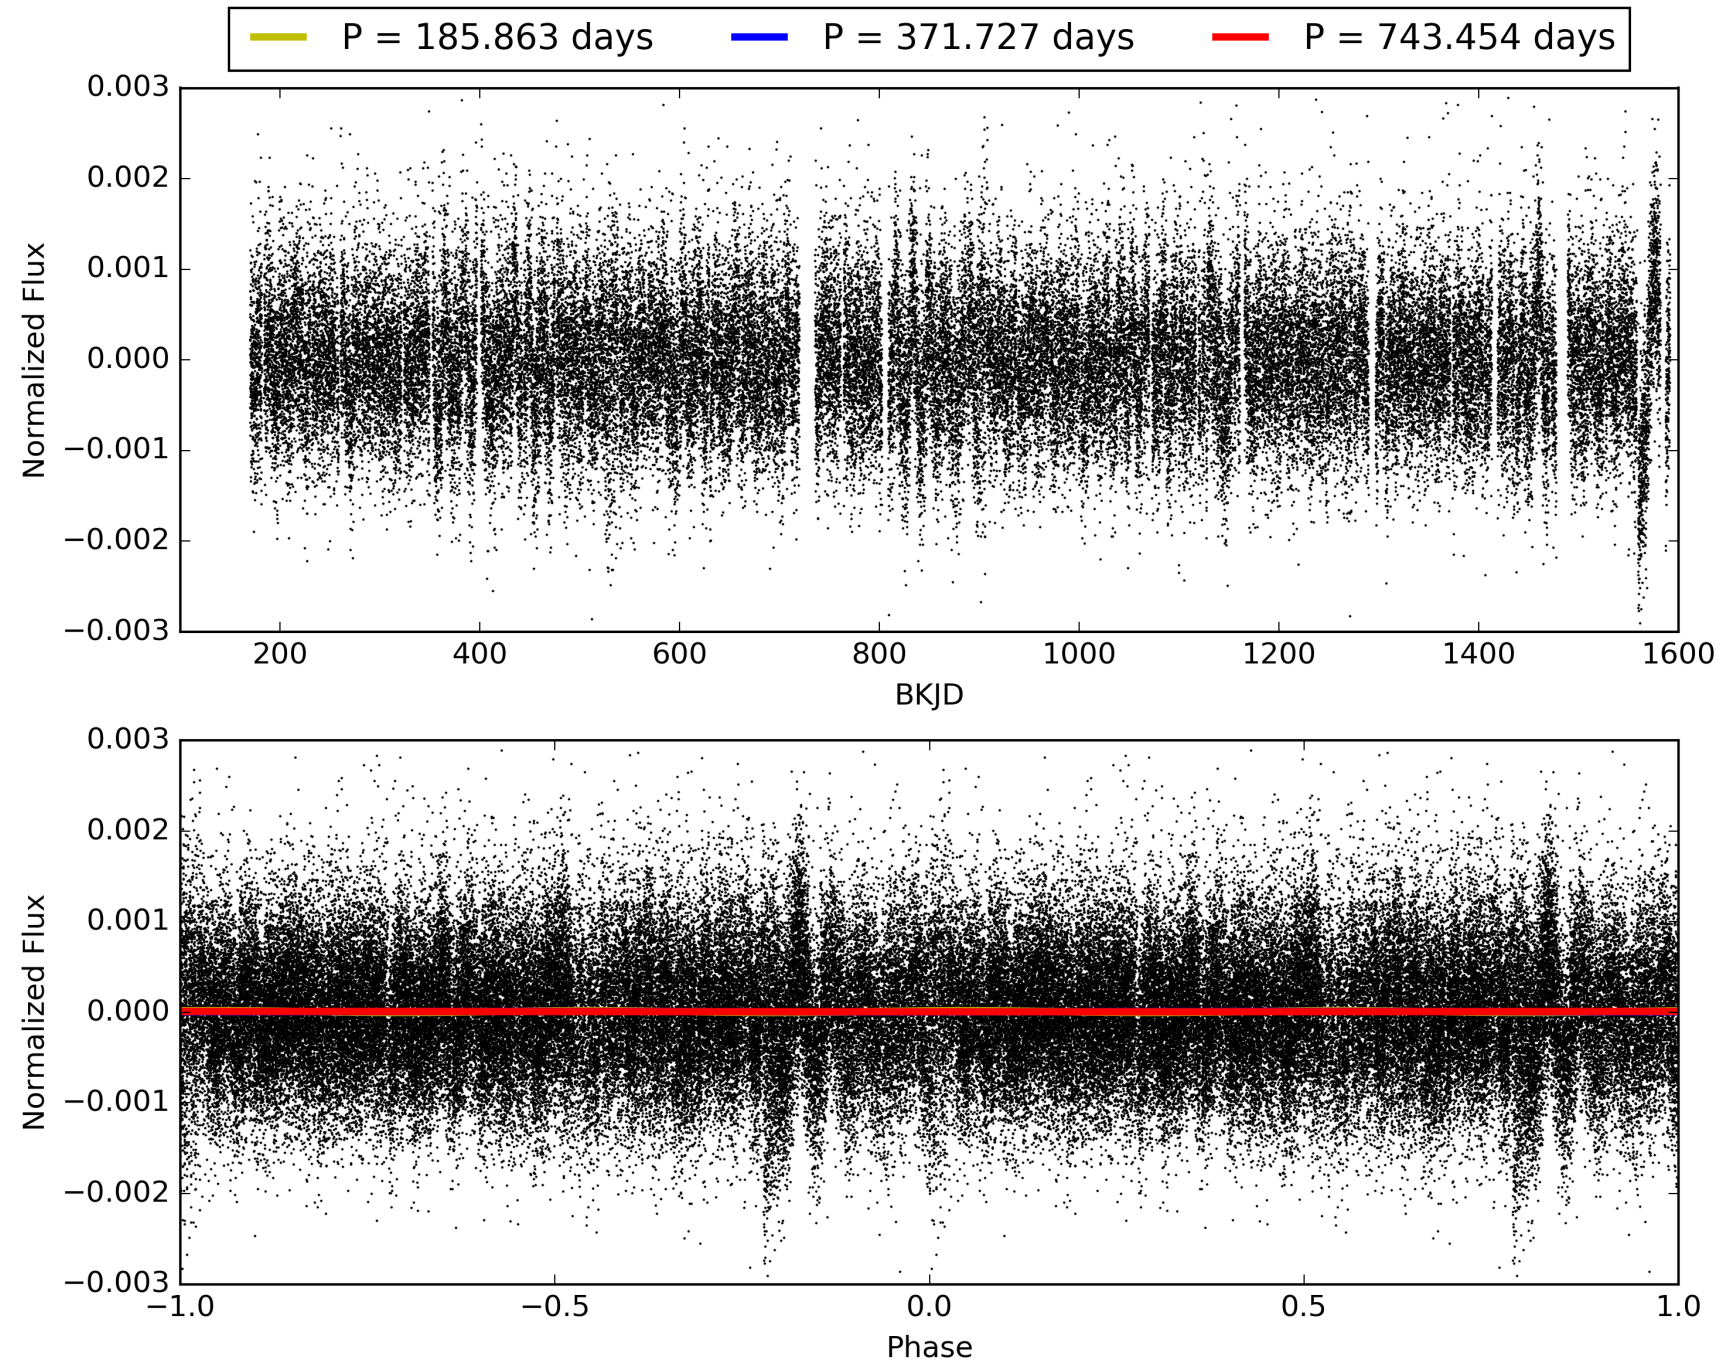 P = 185.863 days P = 371.727 days P = 743.454 days
0.003
0.002
0.001
0.000
−0.001
−0.002
−0.003
Normalized Flux
200 400 600 800 1000 1200 1400 1600
BKJD
0.003
0.002
0.001
0.000
−0.001
−0.002
−0.003
Normalized Flux
−1.0 −0.5 0.0 0.5 1.0
Phase